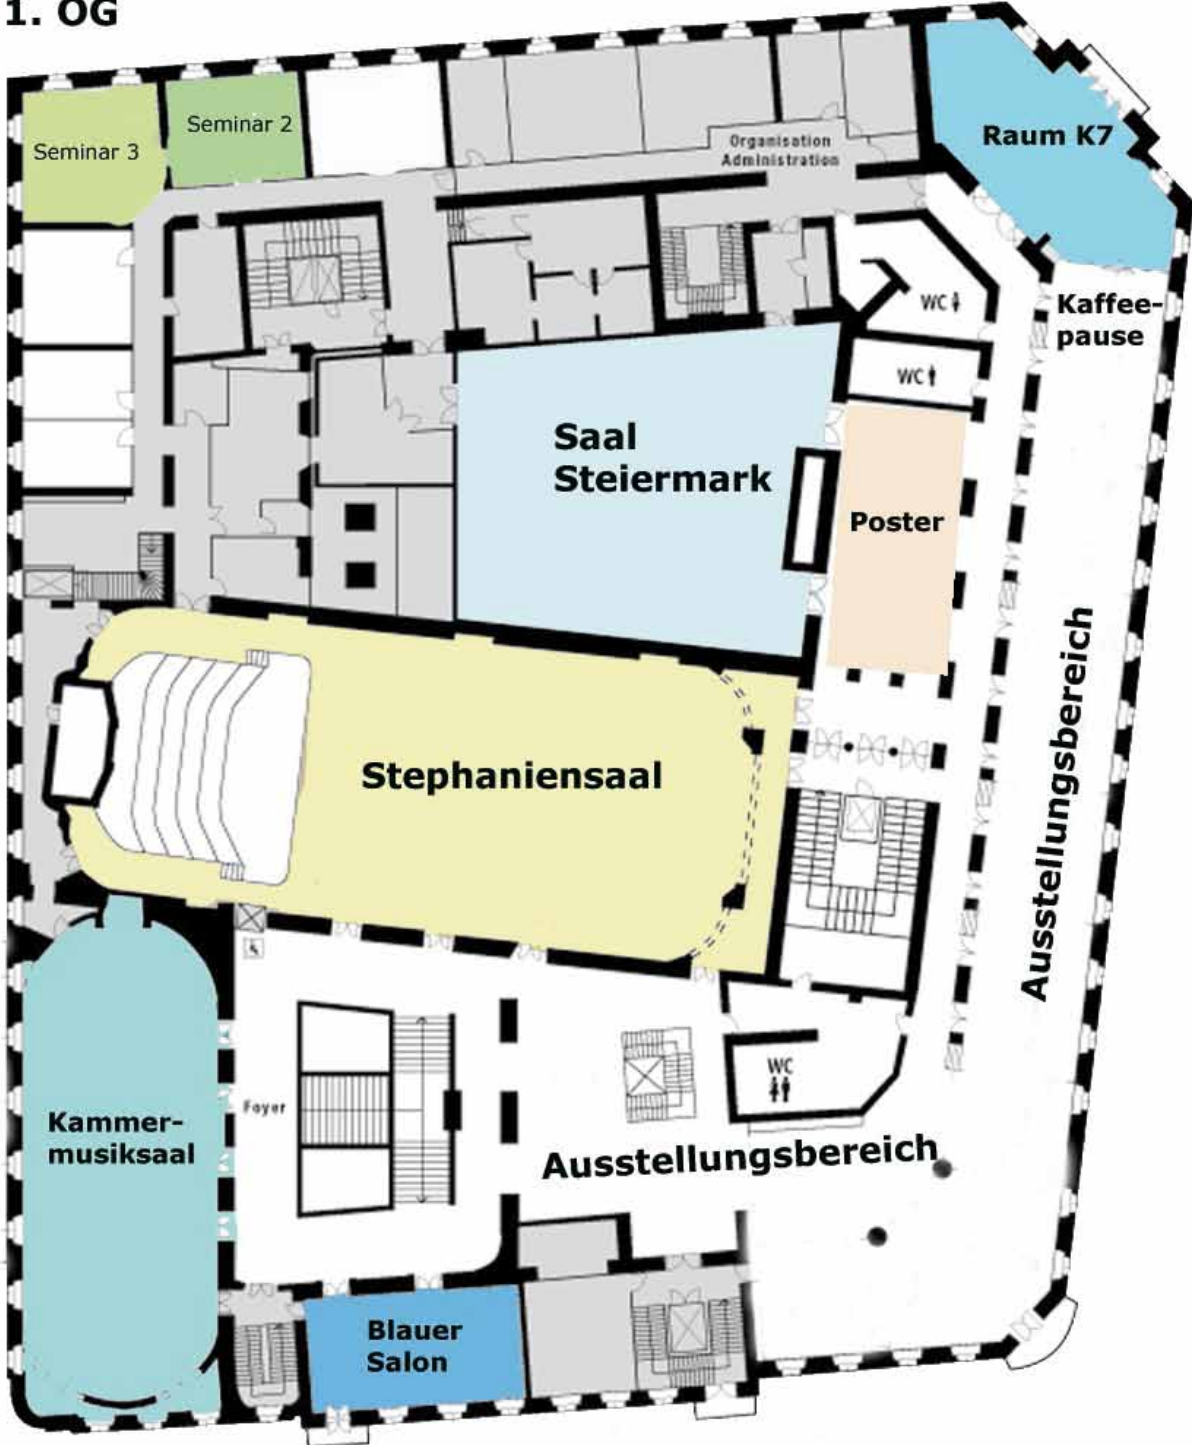 1. OG
Seminar 3
Seminar 2
Organisation
Administration
Raum K7
WC
Kaffee-
pause
WC
Saal
Steiermark
Poster
Stephaniensaal
Ausstellungsbereich
Foyer
WC
Kammer-
musiksaal
Ausstellungsbereich
Blauer
Salon